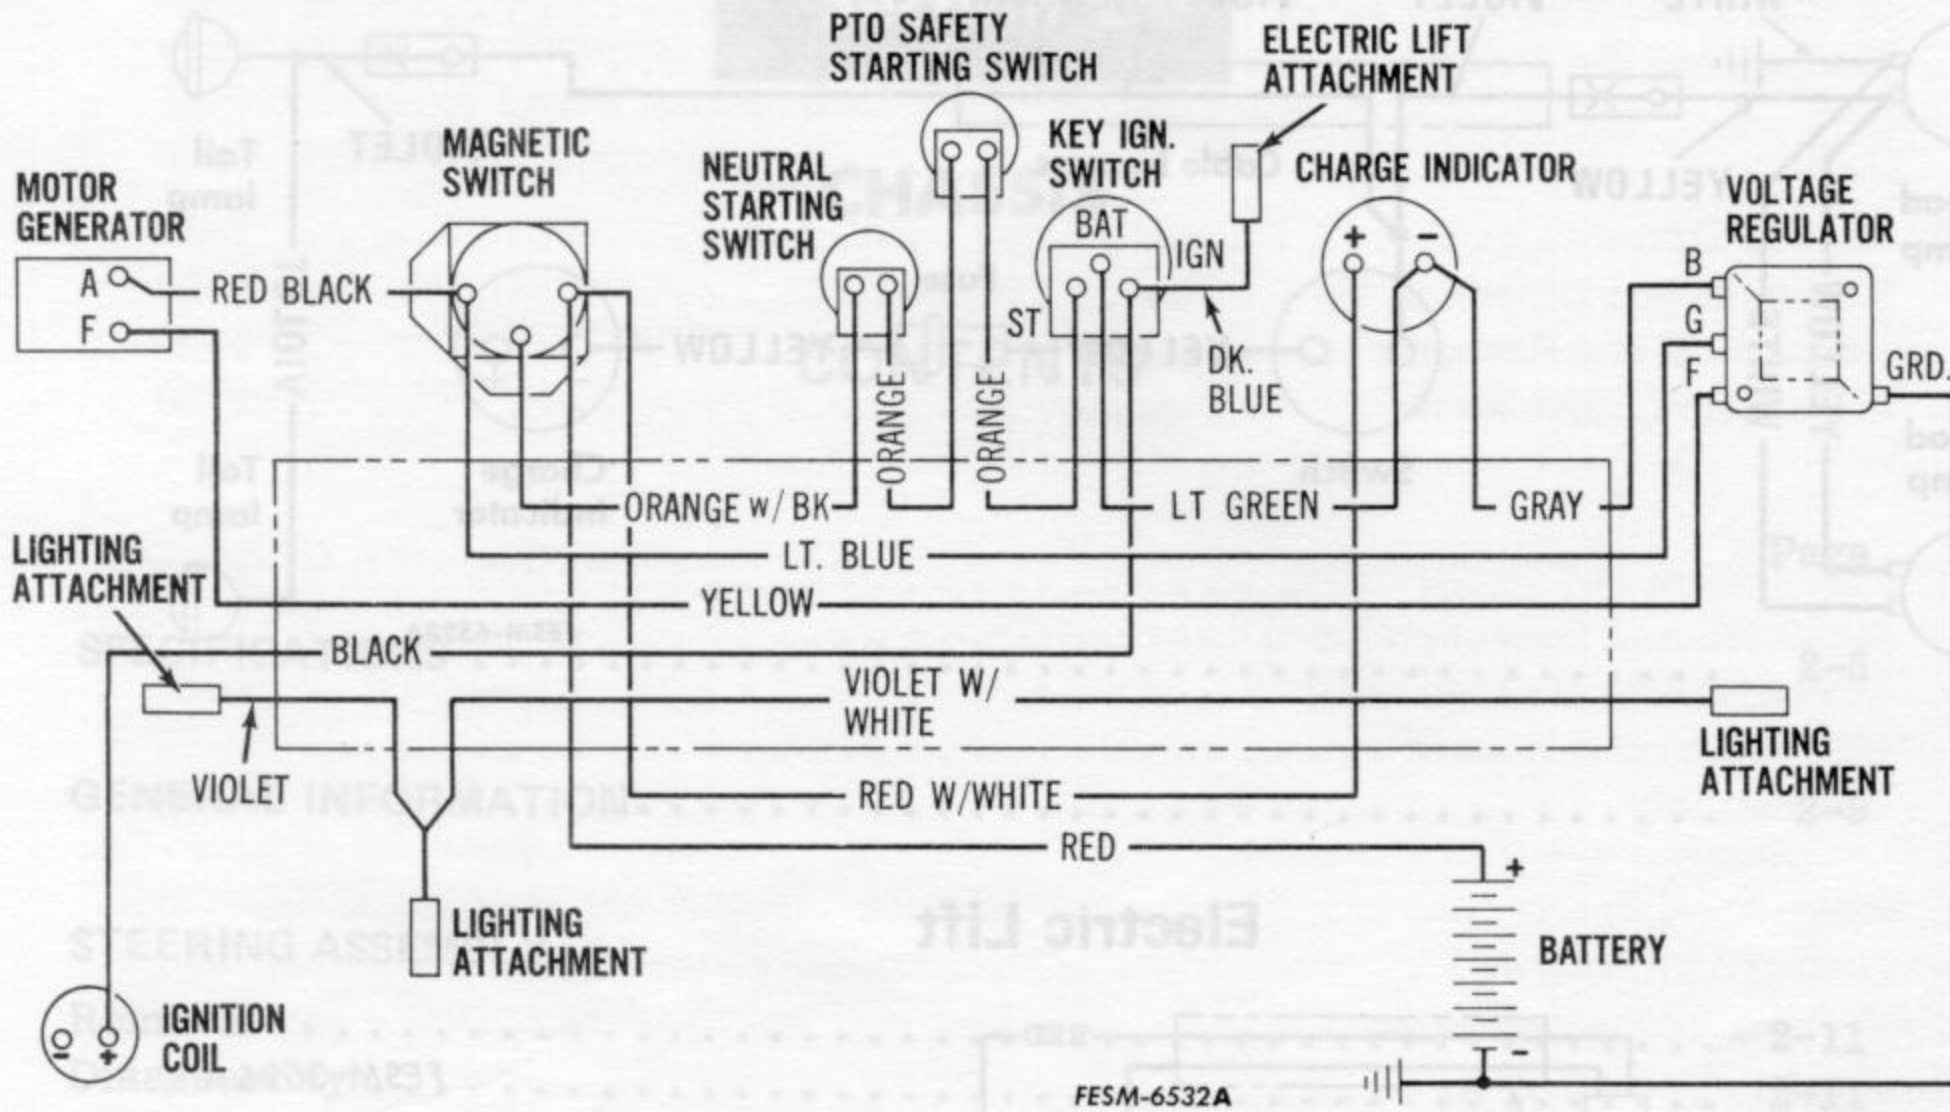 PTO SAFETY
STARTING SWITCH
ELECTRIC LIFT
ATTACHMENT
MAGNETIC
SWITCH
NEUTRAL
STARTING
SWITCH
KEY IGN.
SWITCH
CHARGE INDICATOR
MOTOR
GENERATOR
VOLTAGE
REGULATOR
A
F
RED BLACK
BAT
IGN
ST
+
-
B
G
F
GRD.
DK.
BLUE
ORANGE
ORANGE
ORANGE w/ BK
LT GREEN
GRAY
LT. BLUE
LIGHTING
ATTACHMENT
YELLOW
BLACK
VIOLET W/
WHITE
VIOLET
LIGHTING
ATTACHMENT
RED W/WHITE
RED
+
LIGHTING
ATTACHMENT
BATTERY
IGNITION
COIL
-
+
-
FESM-6532A